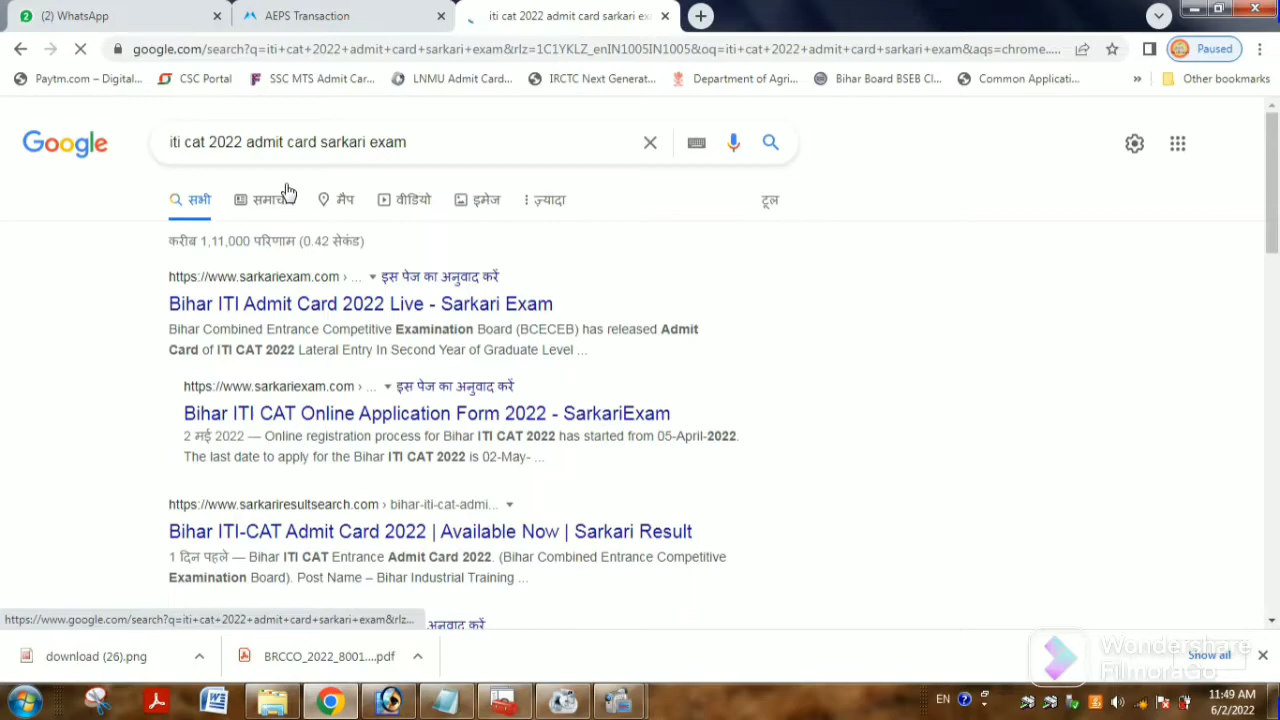 (2) WhatsApp
AEPS Transaction
iti cat 2022 admit card sarkari ex
google.com/search?q=iti+cat+2022+admit+card+sarkari+exam&rlz=1C1YKLZ_enIN1005IN1005&oq=iti+cat+2022+admit+card+sarkari+exam&aqs=chrome.....
Paused
Paytm.com – Digital...
CSC Portal
SSC MTS Admit Car...
LNMU Admit Card...
IRCTC Next Generat...
Department of Agri...
Bihar Board BSEB Cl...
Common Applicati...
»
Other bookmarks
Google
iti cat 2022 admit card sarkari exam
सभी
मैप
वीडियो
इमेज
ज़्यादा
टूल
करीब 1,11,000 परिणाम (0.42 सेकंड)
https://www.sarkariexam.com › ... इस पेज का अनुवाद करें
Bihar ITI Admit Card 2022 Live - Sarkari Exam
Bihar Combined Entrance Competitive Examination Board (BCECEB) has released Admit
Card of ITI CAT 2022 Lateral Entry In Second Year of Graduate Level ...
https://www.sarkariexam.com › ... इस पेज का अनुवाद करें
Bihar ITI CAT Online Application Form 2022 - SarkariExam
2 मई 2022 — Online registration process for Bihar ITI CAT 2022 has started from 05-April-2022.
The last date to apply for the Bihar ITI CAT 2022 is 02-May- ...
https://www.sarkariresultsearch.com › bihar-iti-cat-admi...
Bihar ITI-CAT Admit Card 2022 | Available Now | Sarkari Result
1 दिन पहले — Bihar ITI CAT Entrance Admit Card 2022. (Bihar Combined Entrance Competitive
Examination Board). Post Name – Bihar Industrial Training ...
https://www.google.com/search?q=iti+cat+2022+admit+card+sarkari+exam&rlz...
अनुवाद करें
download (26).png
BRCCO_2022_8001....pdf
Show all
Wondershare
FilmoraGo
EN
11:49 AM
6/2/2022